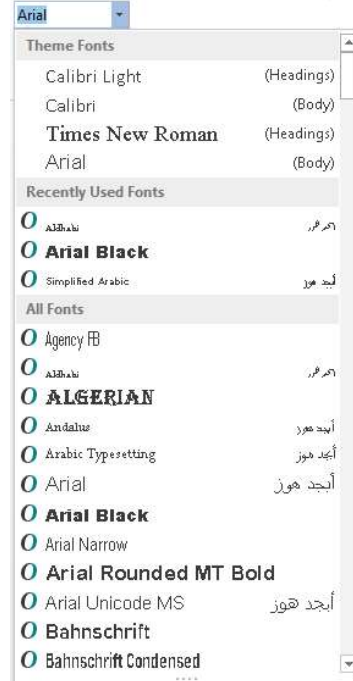 Arial
Theme Fonts
Calibri Light (Headings)
Calibri (Body)
Times New Roman (Headings)
Arial (Body)
Recently Used Fonts
O Aldhabi
O Arial Black
O Simplified Arabic أبجد هوز
All Fonts
O Agency FB
O Aldhabi
O ALGERIAN
O Andalus أبجد هوز
O Arabic Typesetting أبجد هوز
O Arial أبجد هوز
O Arial Black
O Arial Narrow
O Arial Rounded MT Bold
O Arial Unicode MS أبجد هوز
O Bahnschrift
O Bahnschrift Condensed